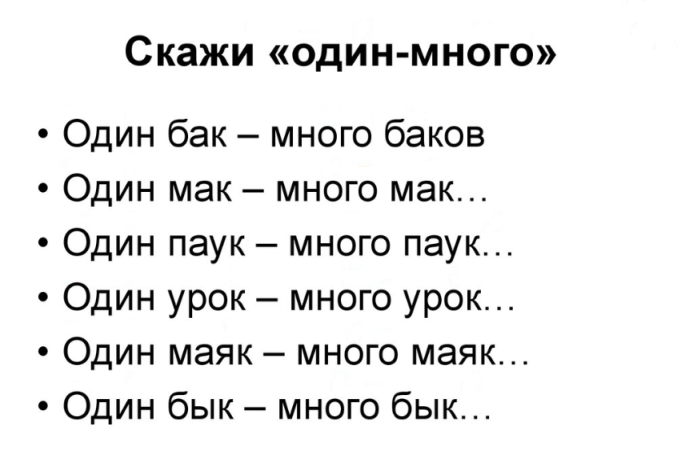 Скажи «один-много»
• Один бак – много баков
• Один мак – много мак…
• Один паук – много паук…
• Один урок – много урок…
• Один маяк – много маяк…
• Один бык – много бык…